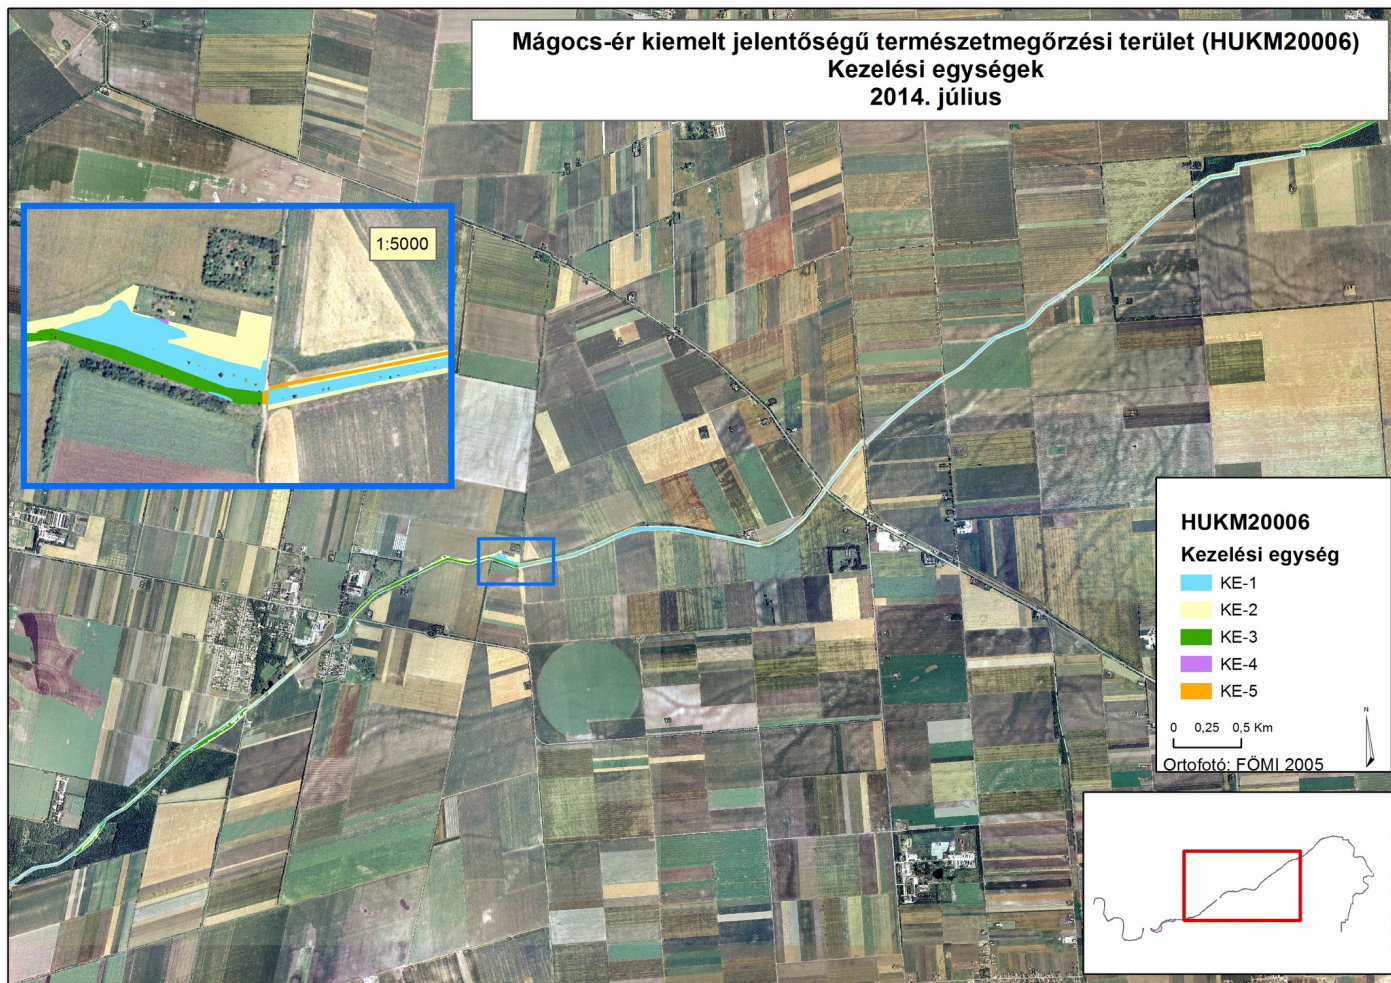 Mágocs-ér kiemelt jelentőségű természetmegőrzési terület (HUKM20006)
Kezelési egységek
2014. július
1:5000
HUKM20006
Kezelési egység
KE-1
KE-2
KE-3
KE-4
KE-5
N
0 0,25 0,5 Km
Ortofotó: FÖMI 2005